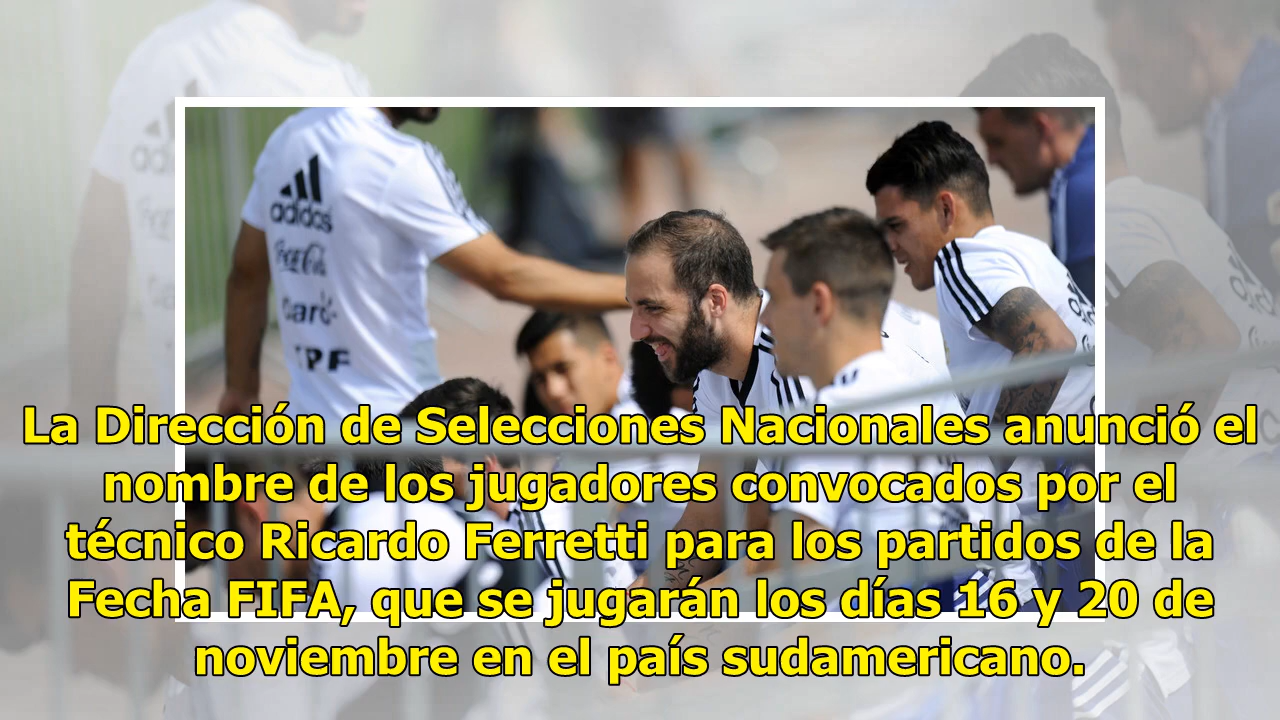 adidas
Coca-Cola
Claro
TPF
La Dirección de Selecciones Nacionales anunció el
nombre de los jugadores convocados por el
técnico Ricardo Ferretti para los partidos de la
Fecha FIFA, que se jugarán los días 16 y 20 de
noviembre en el país sudamericano.